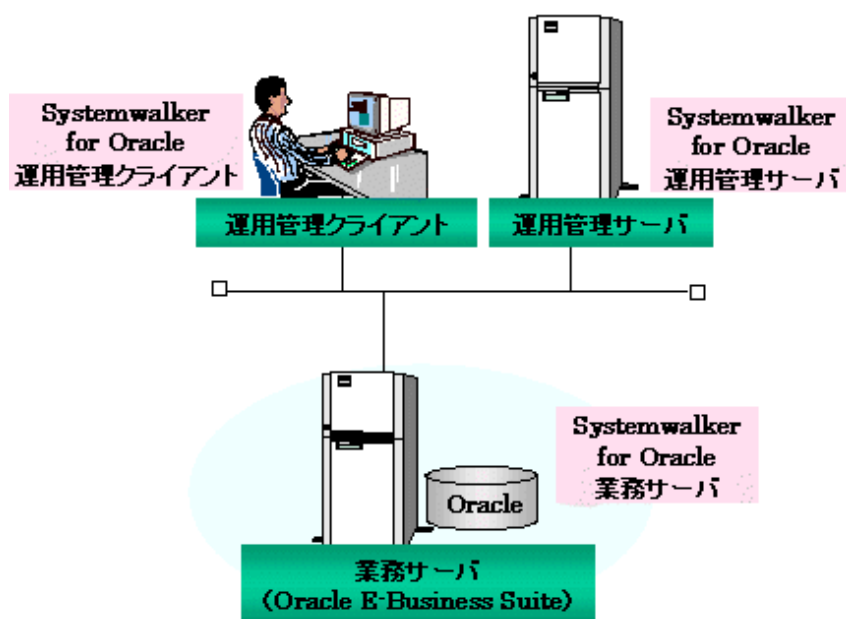 Systemwalker
for Oracle
運用管理クライアント
Systemwalker
for Oracle
運用管理サーバ
運用管理クライアント
運用管理サーバ
Systemwalker
for Oracle
業務サーバ
Oracle
業務サーバ
(Oracle E-Business Suite)